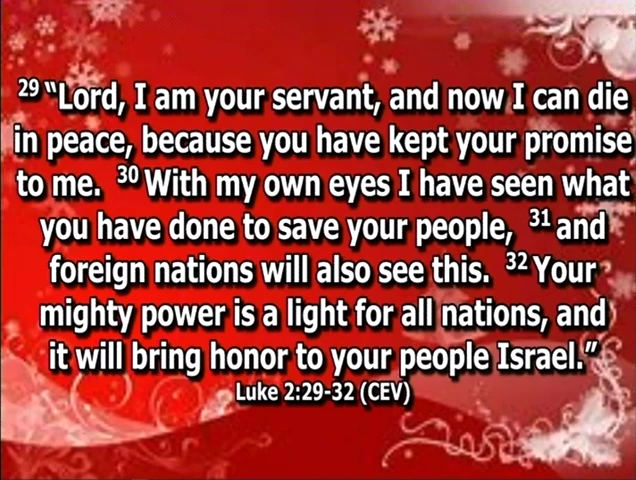 29 "Lord, I am your servant, and now I can die
in peace, because you have kept your promise
to me. 30 With my own eyes I have seen what
you have done to save your people, 31 and
foreign nations will also see this. 32 Your
mighty power is a light for all nations, and
it will bring honor to your people Israel."
Luke 2:29-32 (CEV)